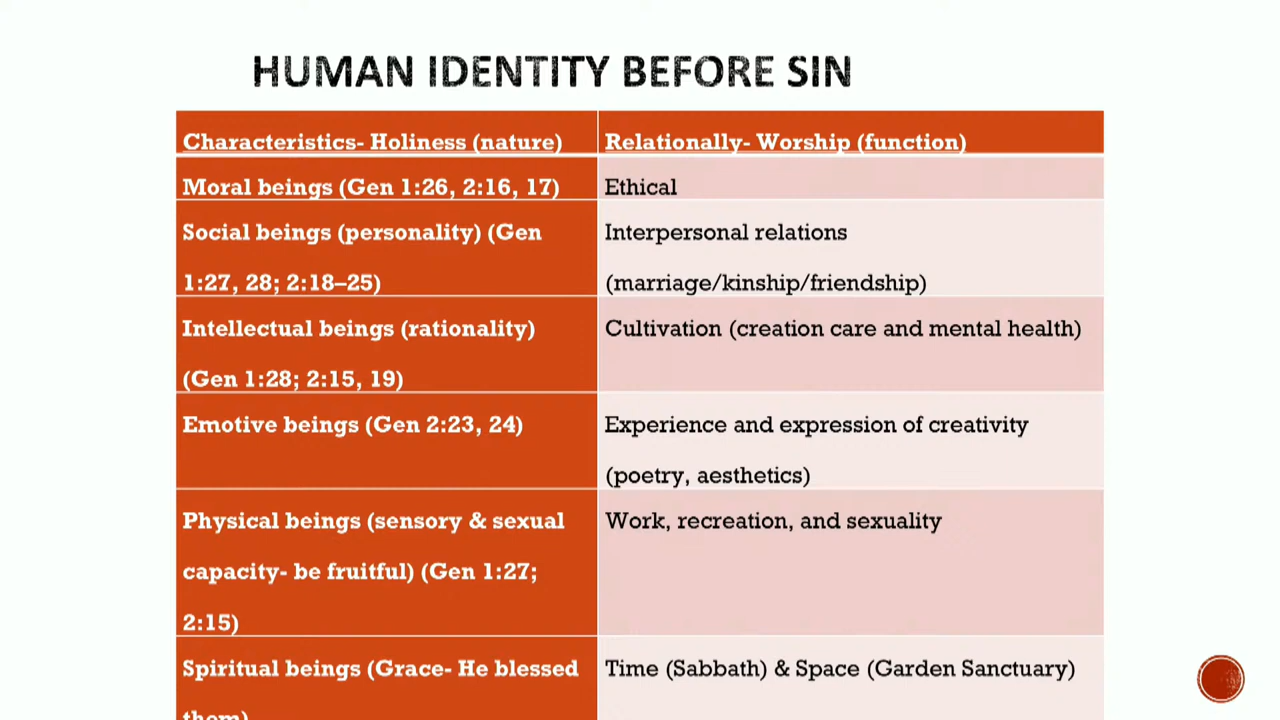 HUMAN IDENTITY BEFORE SIN
Characteristics- Holiness (nature)
Relationally- Worship (function)
Moral beings (Gen 1:26, 2:16, 17)
Ethical
Social beings (personality) (Gen
1:27, 28; 2:18–25)
Interpersonal relations
(marriage/kinship/friendship)
Intellectual beings (rationality)
(Gen 1:28; 2:15, 19)
Cultivation (creation care and mental health)
Emotive beings (Gen 2:23, 24)
Experience and expression of creativity
(poetry, aesthetics)
Physical beings (sensory & sexual
capacity- be fruitful) (Gen 1:27;
2:15)
Work, recreation, and sexuality
Spiritual beings (Grace- He blessed
them)
Time (Sabbath) & Space (Garden Sanctuary)